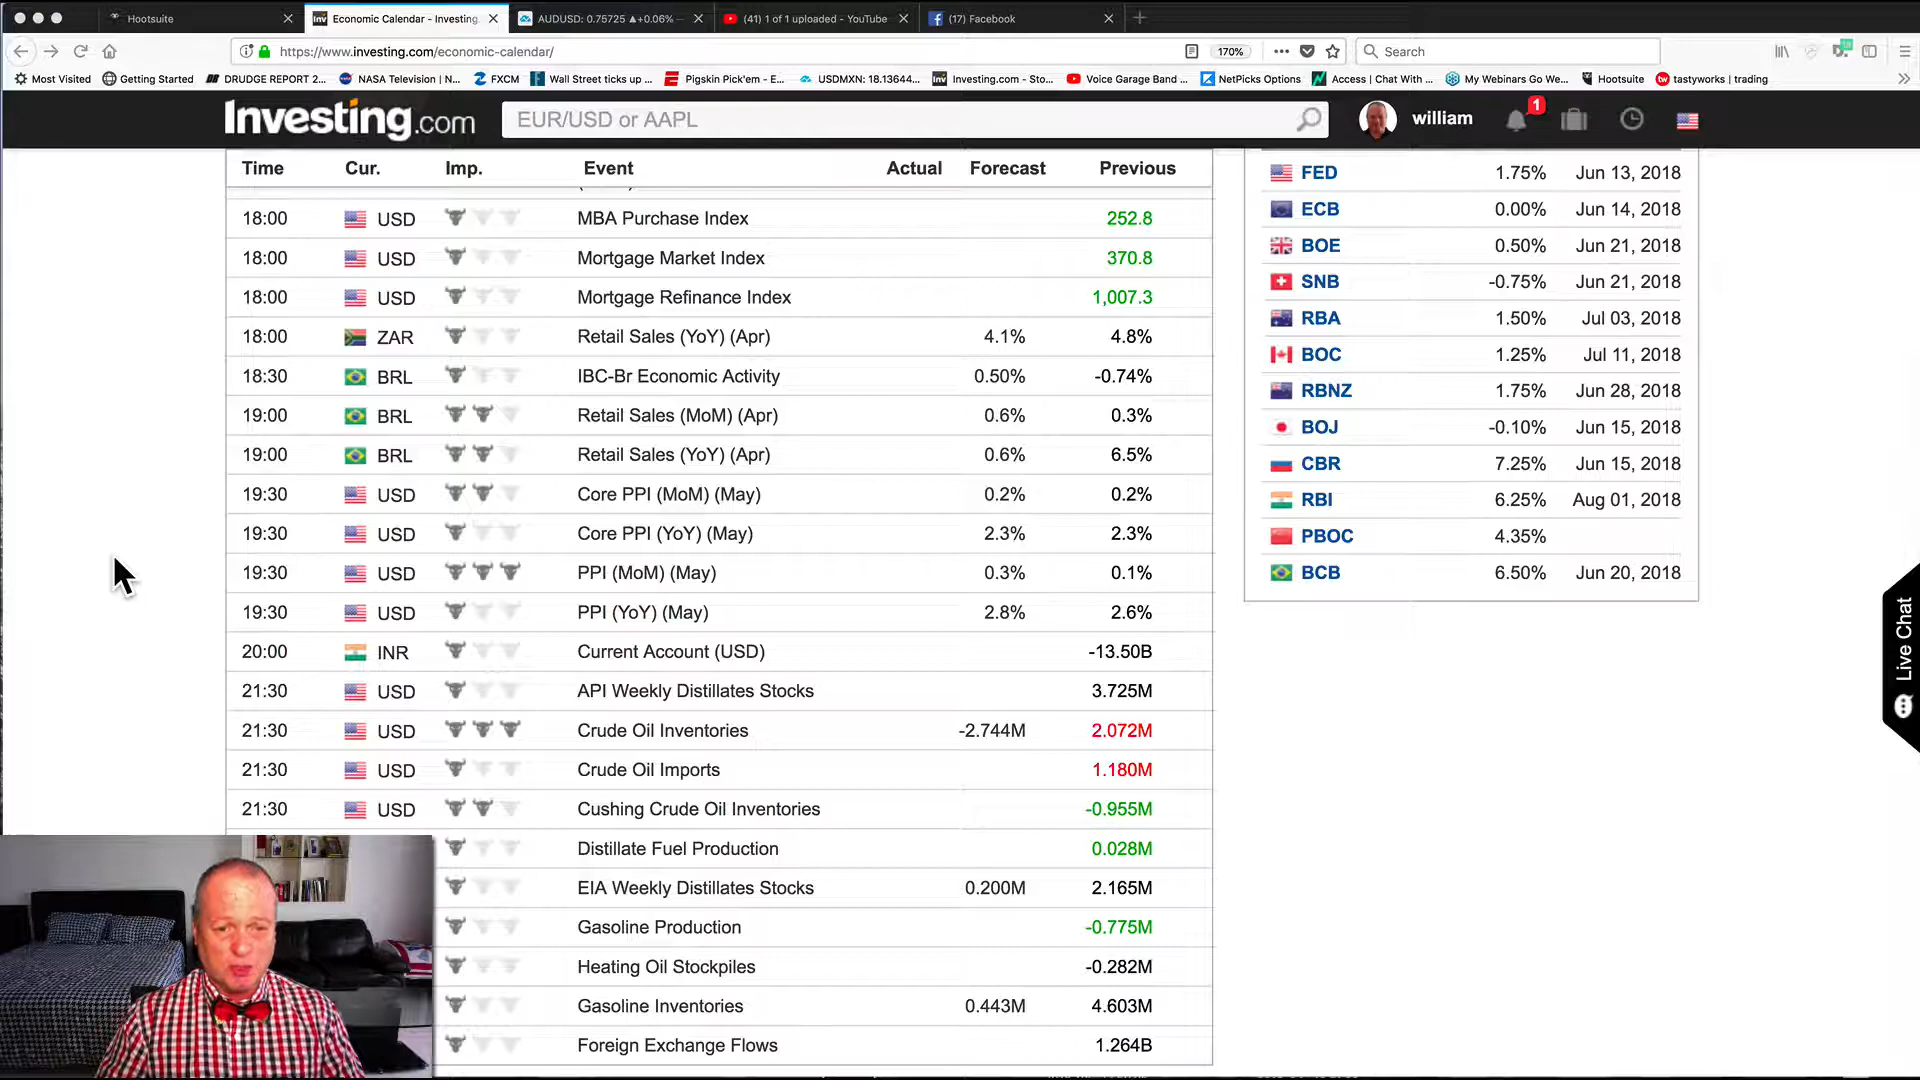 Hootsuite
Economic Calendar - Investing.
AUDUSD: 0.75725 ▲+0.06% —
(41) 1 of 1 uploaded - YouTube
(17) Facebook
https://www.investing.com/economic-calendar/
170%
Search
Most Visited
Getting Started
DRUDGE REPORT 2...
NASA Television | N...
FXCM
Wall Street ticks up ...
Pigskin Pick'em - E...
USDMXN: 18.13644...
Investing.com - Sto...
Voice Garage Band ...
NetPicks Options
Access | Chat With ...
My Webinars Go We...
Hootsuite
tastyworks | trading
Investing.com
EUR/USD or AAPL
william
1
Time Cur. Imp. Event Actual Forecast Previous
18:00 USD MBA Purchase Index 252.8
18:00 USD Mortgage Market Index 370.8
18:00 USD Mortgage Refinance Index 1,007.3
18:00 ZAR Retail Sales (YoY) (Apr) 4.1% 4.8%
18:30 BRL IBC-Br Economic Activity 0.50% -0.74%
19:00 BRL Retail Sales (MoM) (Apr) 0.6% 0.3%
19:00 BRL Retail Sales (YoY) (Apr) 0.6% 6.5%
19:30 USD Core PPI (MoM) (May) 0.2% 0.2%
19:30 USD Core PPI (YoY) (May) 2.3% 2.3%
19:30 USD PPI (MoM) (May) 0.3% 0.1%
19:30 USD PPI (YoY) (May) 2.8% 2.6%
20:00 INR Current Account (USD) -13.50B
21:30 USD API Weekly Distillates Stocks 3.725M
21:30 USD Crude Oil Inventories -2.744M 2.072M
21:30 USD Crude Oil Imports 1.180M
21:30 USD Cushing Crude Oil Inventories -0.955M
Distillate Fuel Production 0.028M
EIA Weekly Distillates Stocks 0.200M 2.165M
Gasoline Production -0.775M
Heating Oil Stockpiles -0.282M
Gasoline Inventories 0.443M 4.603M
Foreign Exchange Flows 1.264B
FED 1.75% Jun 13, 2018
ECB 0.00% Jun 14, 2018
BOE 0.50% Jun 21, 2018
SNB -0.75% Jun 21, 2018
RBA 1.50% Jul 03, 2018
BOC 1.25% Jul 11, 2018
RBNZ 1.75% Jun 28, 2018
BOJ -0.10% Jun 15, 2018
CBR 7.25% Jun 15, 2018
RBI 6.25% Aug 01, 2018
PBOC 4.35%
BCB 6.50% Jun 20, 2018
Live Chat